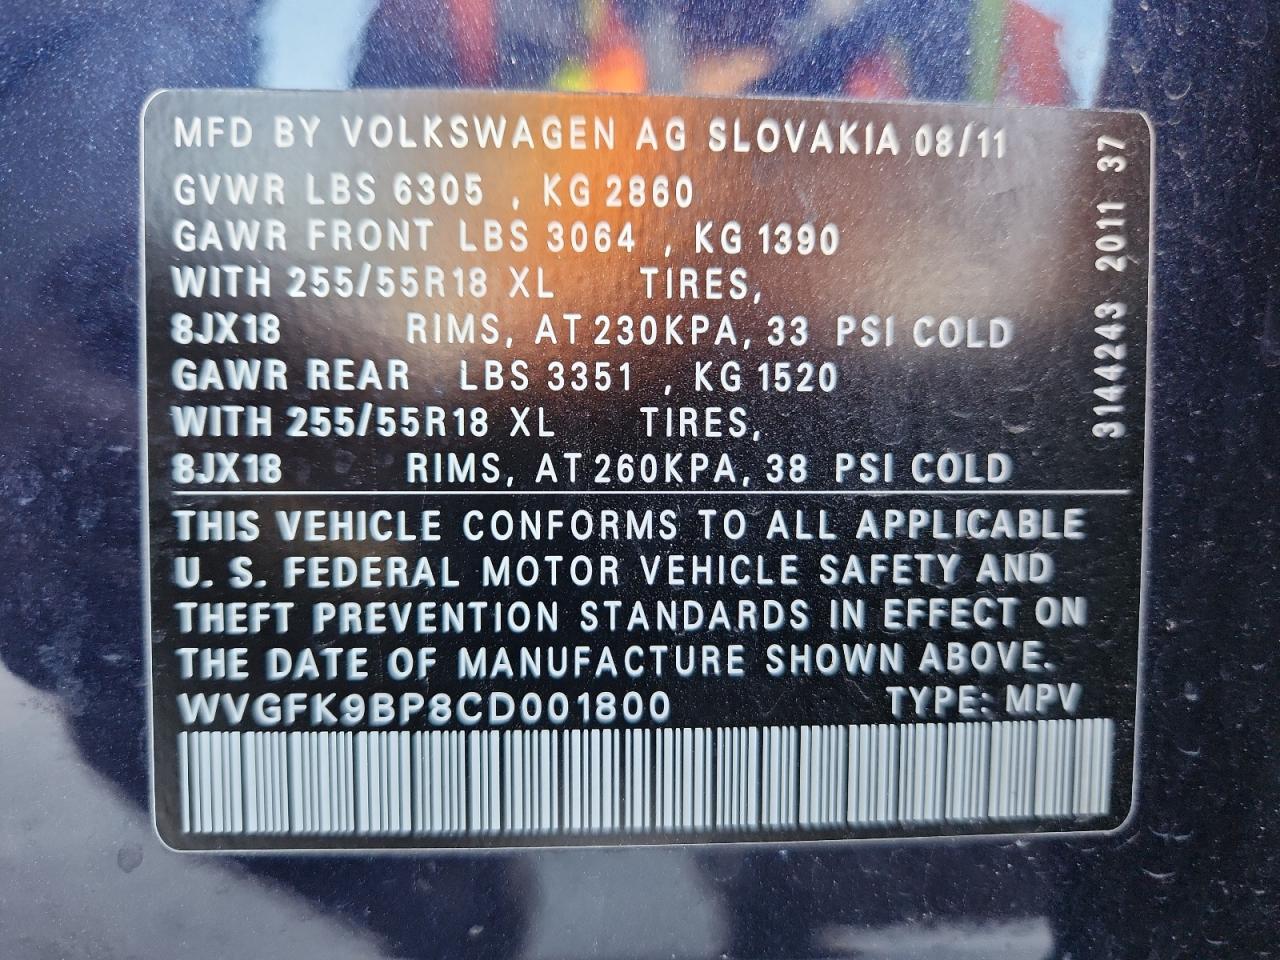 MFD BY VOLKSWAGEN AG SLOVAKIA 08/11
GVWR LBS 6305 , KG 2860
GAWR FRONT LBS 3064 , KG 1390
WITH 255/55R18 XL TIRES,
8JX18 RIMS, AT 230KPA, 33 PSI COLD
GAWR REAR LBS 3351 , KG 1520
WITH 255/55R18 XL TIRES,
8JX18 RIMS, AT 260KPA, 38 PSI COLD
THIS VEHICLE CONFORMS TO ALL APPLICABLE
U. S. FEDERAL MOTOR VEHICLE SAFETY AND
THEFT PREVENTION STANDARDS IN EFFECT ON
THE DATE OF MANUFACTURE SHOWN ABOVE.
WVGFK9BP8CD001800 TYPE: MPV
3144243 2011 37